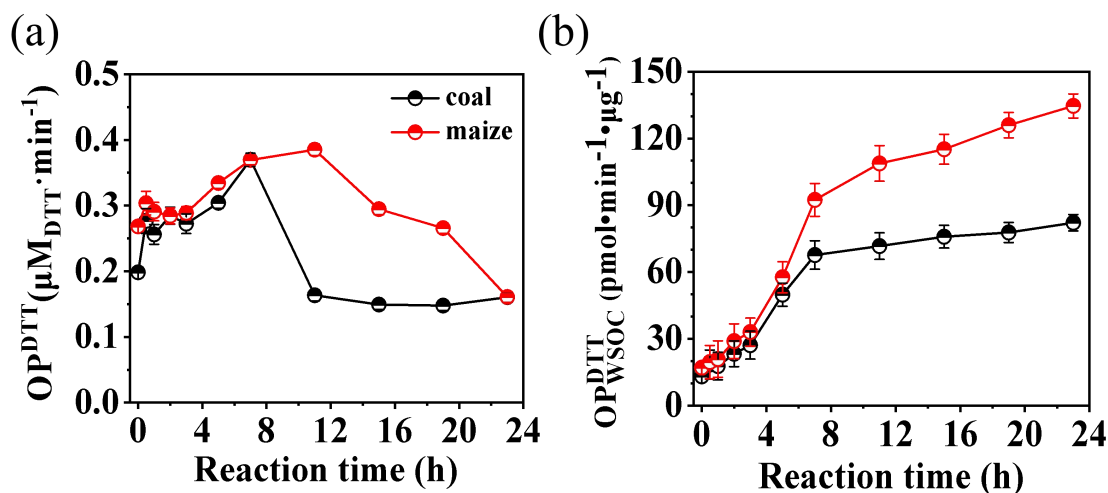 (a)
OP^DTT (μM_DTT·min^-1)
0.5
0.4
0.3
0.2
0.1
0.0
coal
maize
0 4 8 12 16 20 24
Reaction time (h)
(b)
OP^DTT_WSOC (pmol•min^-1•μg^-1)
150
120
90
60
30
0
0 4 8 12 16 20 24
Reaction time (h)